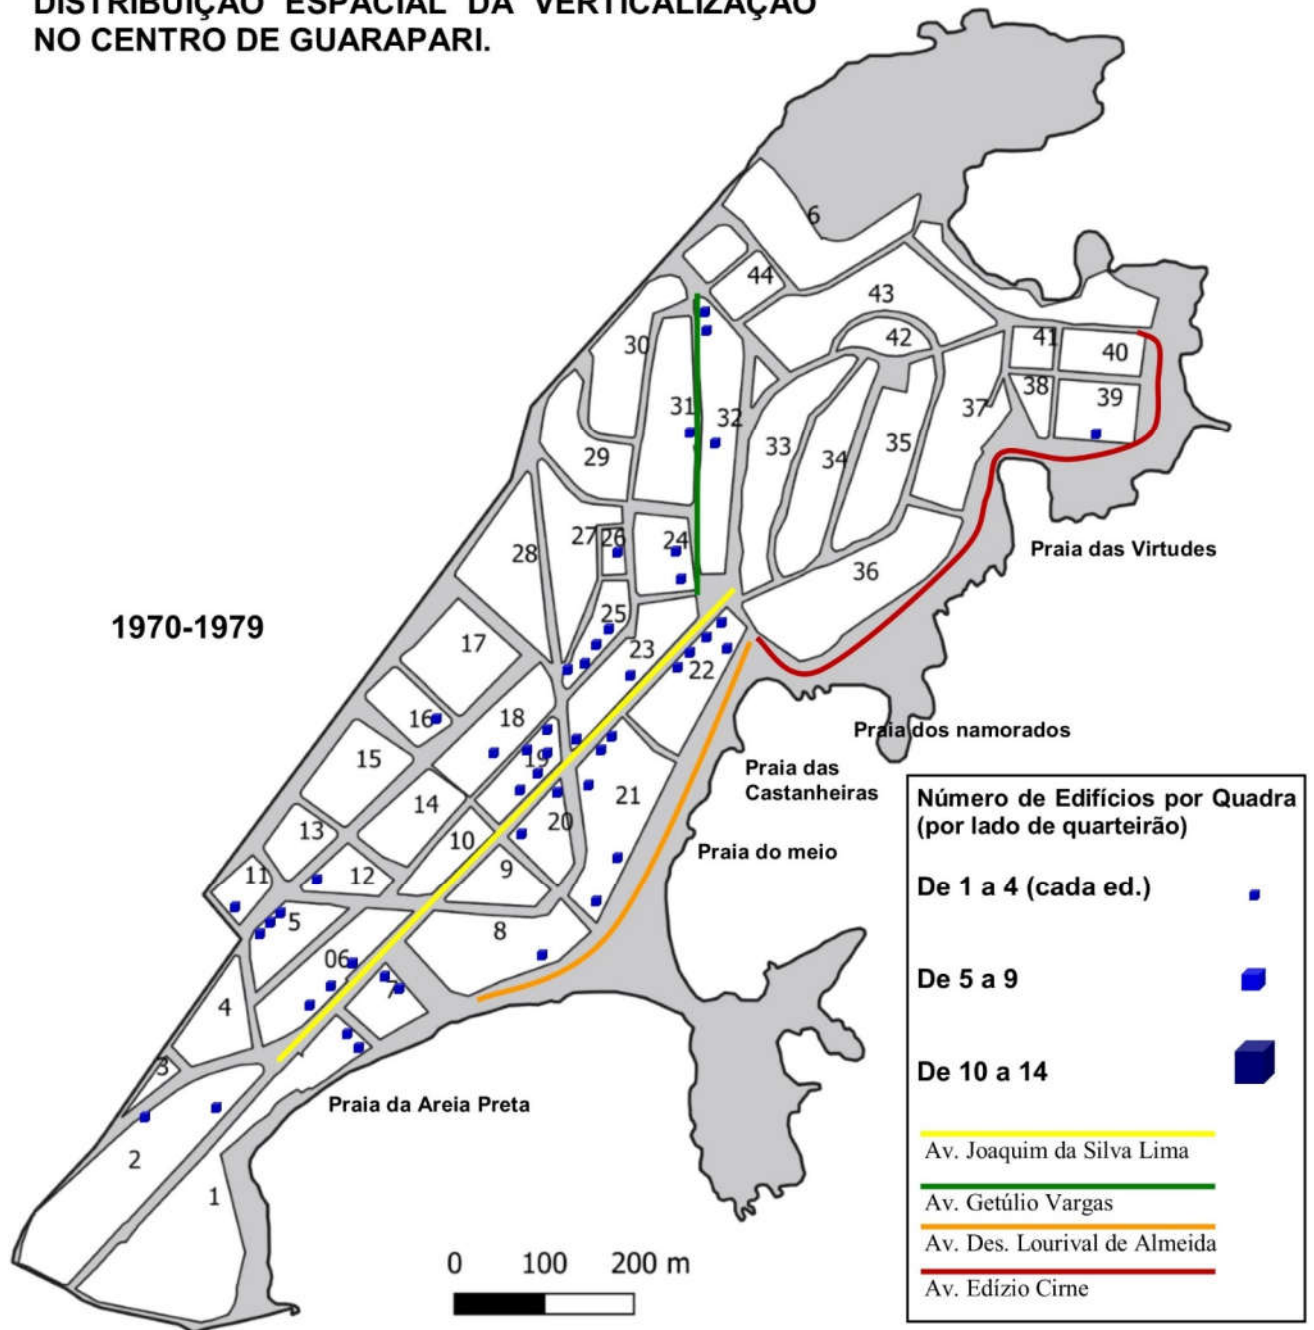 DISTRIBUIÇÃO ESPACIAL DA VERTICALIZAÇÃO
NO CENTRO DE GUARAPARI.
6
44
43
42
41
40
30
38
39
31
32
37
33
35
34
29
27
26
24
28
36
Praia das Virtudes
1970-1979
25
17
23
22
16
18
Praia dos namorados
15
19
Praia das
Castanheiras
21
14
20
13
10
Praia do meio
9
11
12
5
8
06
7
4
3
Praia da Areia Preta
2
1
0 100 200 m
Número de Edifícios por Quadra
(por lado de quarteirão)
De 1 a 4 (cada ed.)
De 5 a 9
De 10 a 14
Av. Joaquim da Silva Lima
Av. Getúlio Vargas
Av. Des. Lourival de Almeida
Av. Edízio Cirne